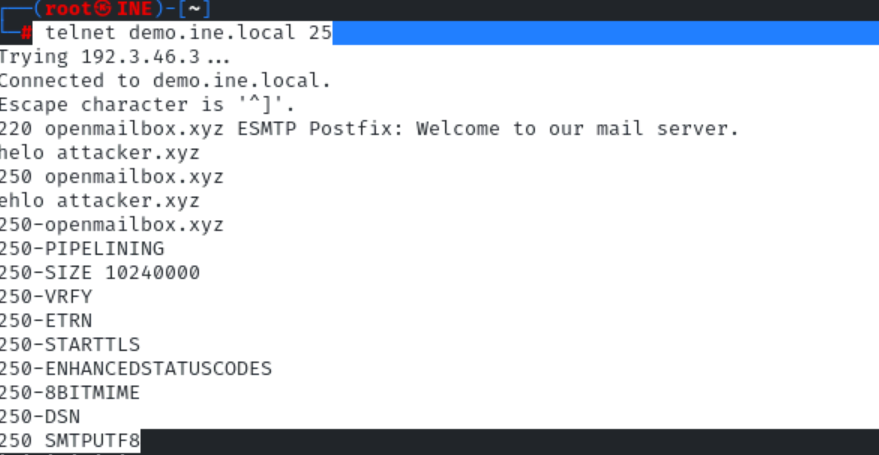 ┌──(root㉿INE)-[~]
└─# telnet demo.ine.local 25
Trying 192.3.46.3...
Connected to demo.ine.local.
Escape character is '^]'.
220 openmailbox.xyz ESMTP Postfix: Welcome to our mail server.
helo attacker.xyz
250 openmailbox.xyz
ehlo attacker.xyz
250-openmailbox.xyz
250-PIPELINING
250-SIZE 10240000
250-VRFY
250-ETRN
250-STARTTLS
250-ENHANCEDSTATUSCODES
250-8BITMIME
250-DSN
250 SMTPUTF8